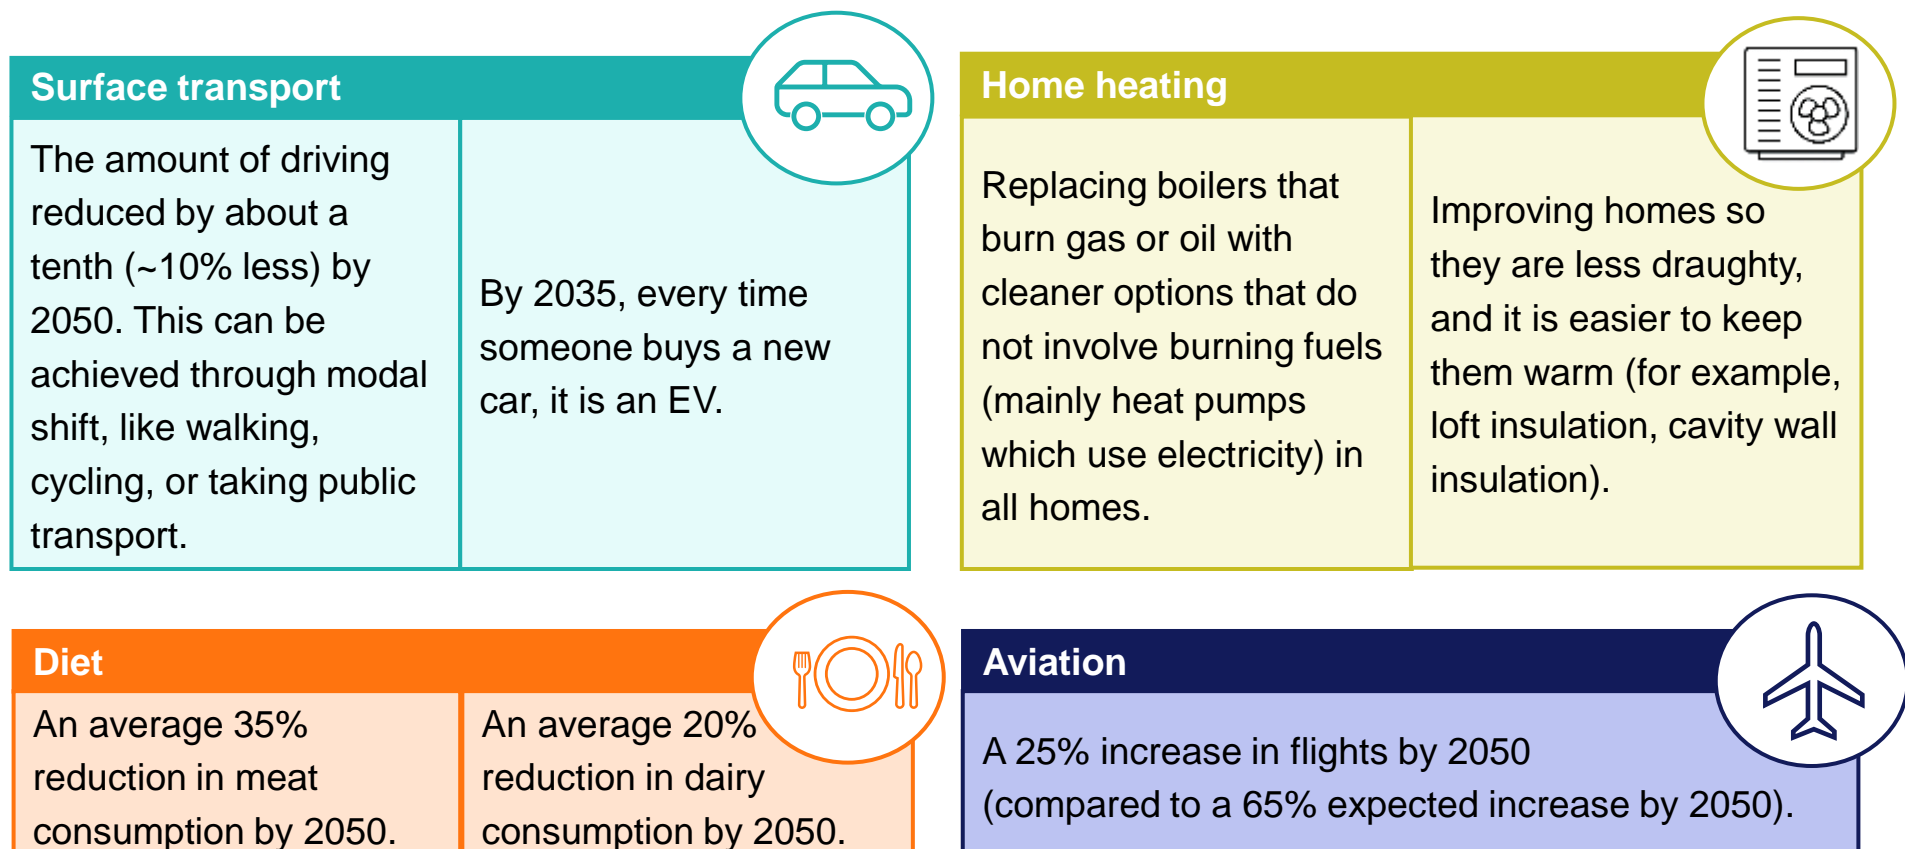 Surface transport
The amount of driving
reduced by about a
tenth (~10% less) by
2050. This can be
achieved through modal
shift, like walking,
cycling, or taking public
transport.
By 2035, every time
someone buys a new
car, it is an EV.
Home heating
Replacing boilers that
burn gas or oil with
cleaner options that do
not involve burning fuels
(mainly heat pumps
which use electricity) in
all homes.
Improving homes so
they are less draughty,
and it is easier to keep
them warm (for example,
loft insulation, cavity wall
insulation).
Diet
An average 35%
reduction in meat
consumption by 2050.
An average 20%
reduction in dairy
consumption by 2050.
Aviation
A 25% increase in flights by 2050
(compared to a 65% expected increase by 2050).